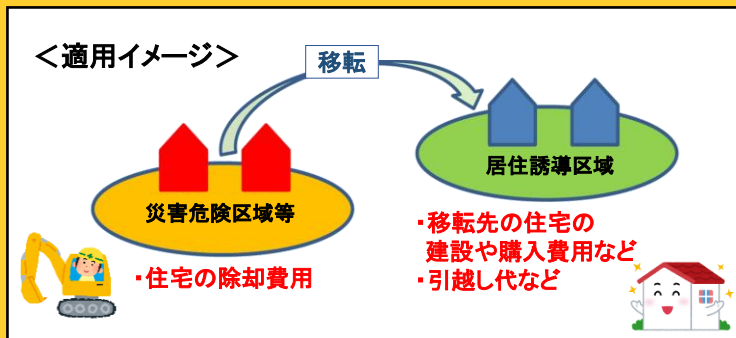 ＜適用イメージ＞
移転
居住誘導区域
災害危険区域等
・住宅の除却費用
・移転先の住宅の
建設や購入費用など
・引越し代など